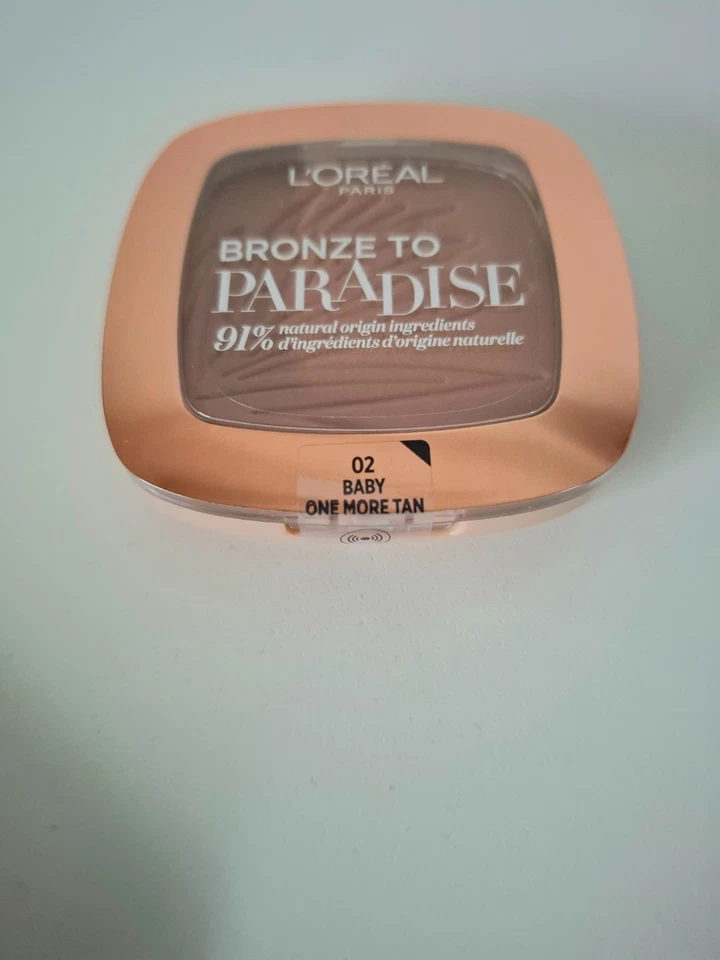 L'ORÉAL
PARIS
BRONZE TO
PARADISE
91% natural origin ingredients
d'ingrédients d'origine naturelle
02
BABY
ONE MORE TAN